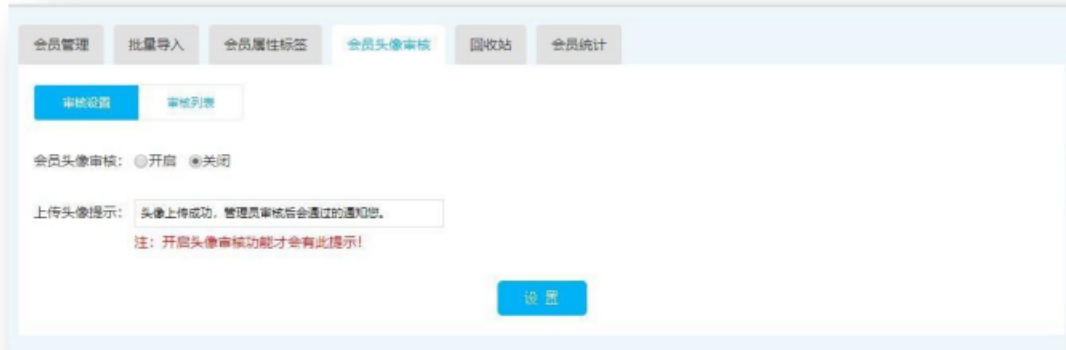 会员管理 批量导入 会员属性标签 会员头像审核 回收站 会员统计
审核设置 审核列表
会员头像审核： 开启 关闭
上传头像提示： 头像上传成功，管理员审核后会通过的通知您。
注：开启头像审核功能才会有此提示！
设 置